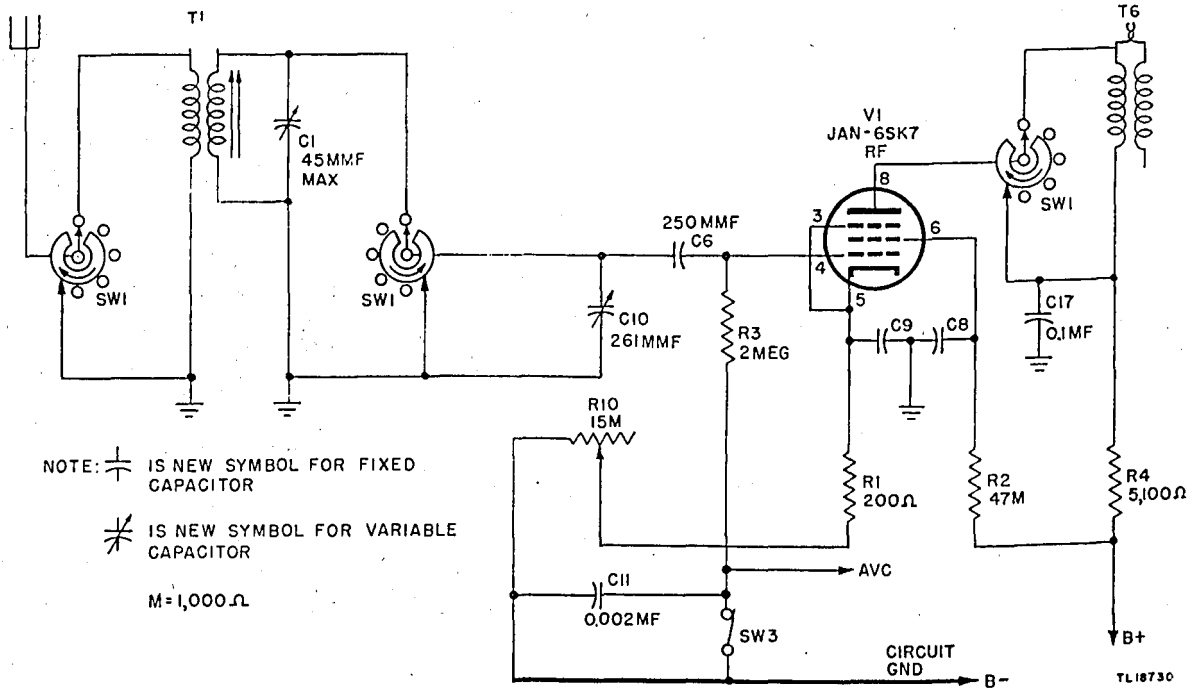 T1
T6
C1
45MMF
MAX
V1
JAN-6SK7
RF
8
3
6
4
5
SW1
SW1
SW1
250MMF
C6
C10
261MMF
R3
2MEG
C9
C8
C17
0.1MF
R10
15M
R1
200Ω
R2
47M
R4
5,100Ω
NOTE: IS NEW SYMBOL FOR FIXED
CAPACITOR
IS NEW SYMBOL FOR VARIABLE
CAPACITOR
M=1,000Ω
AVC
C11
0.002MF
SW3
CIRCUIT
GND
B-
B+
TL18730